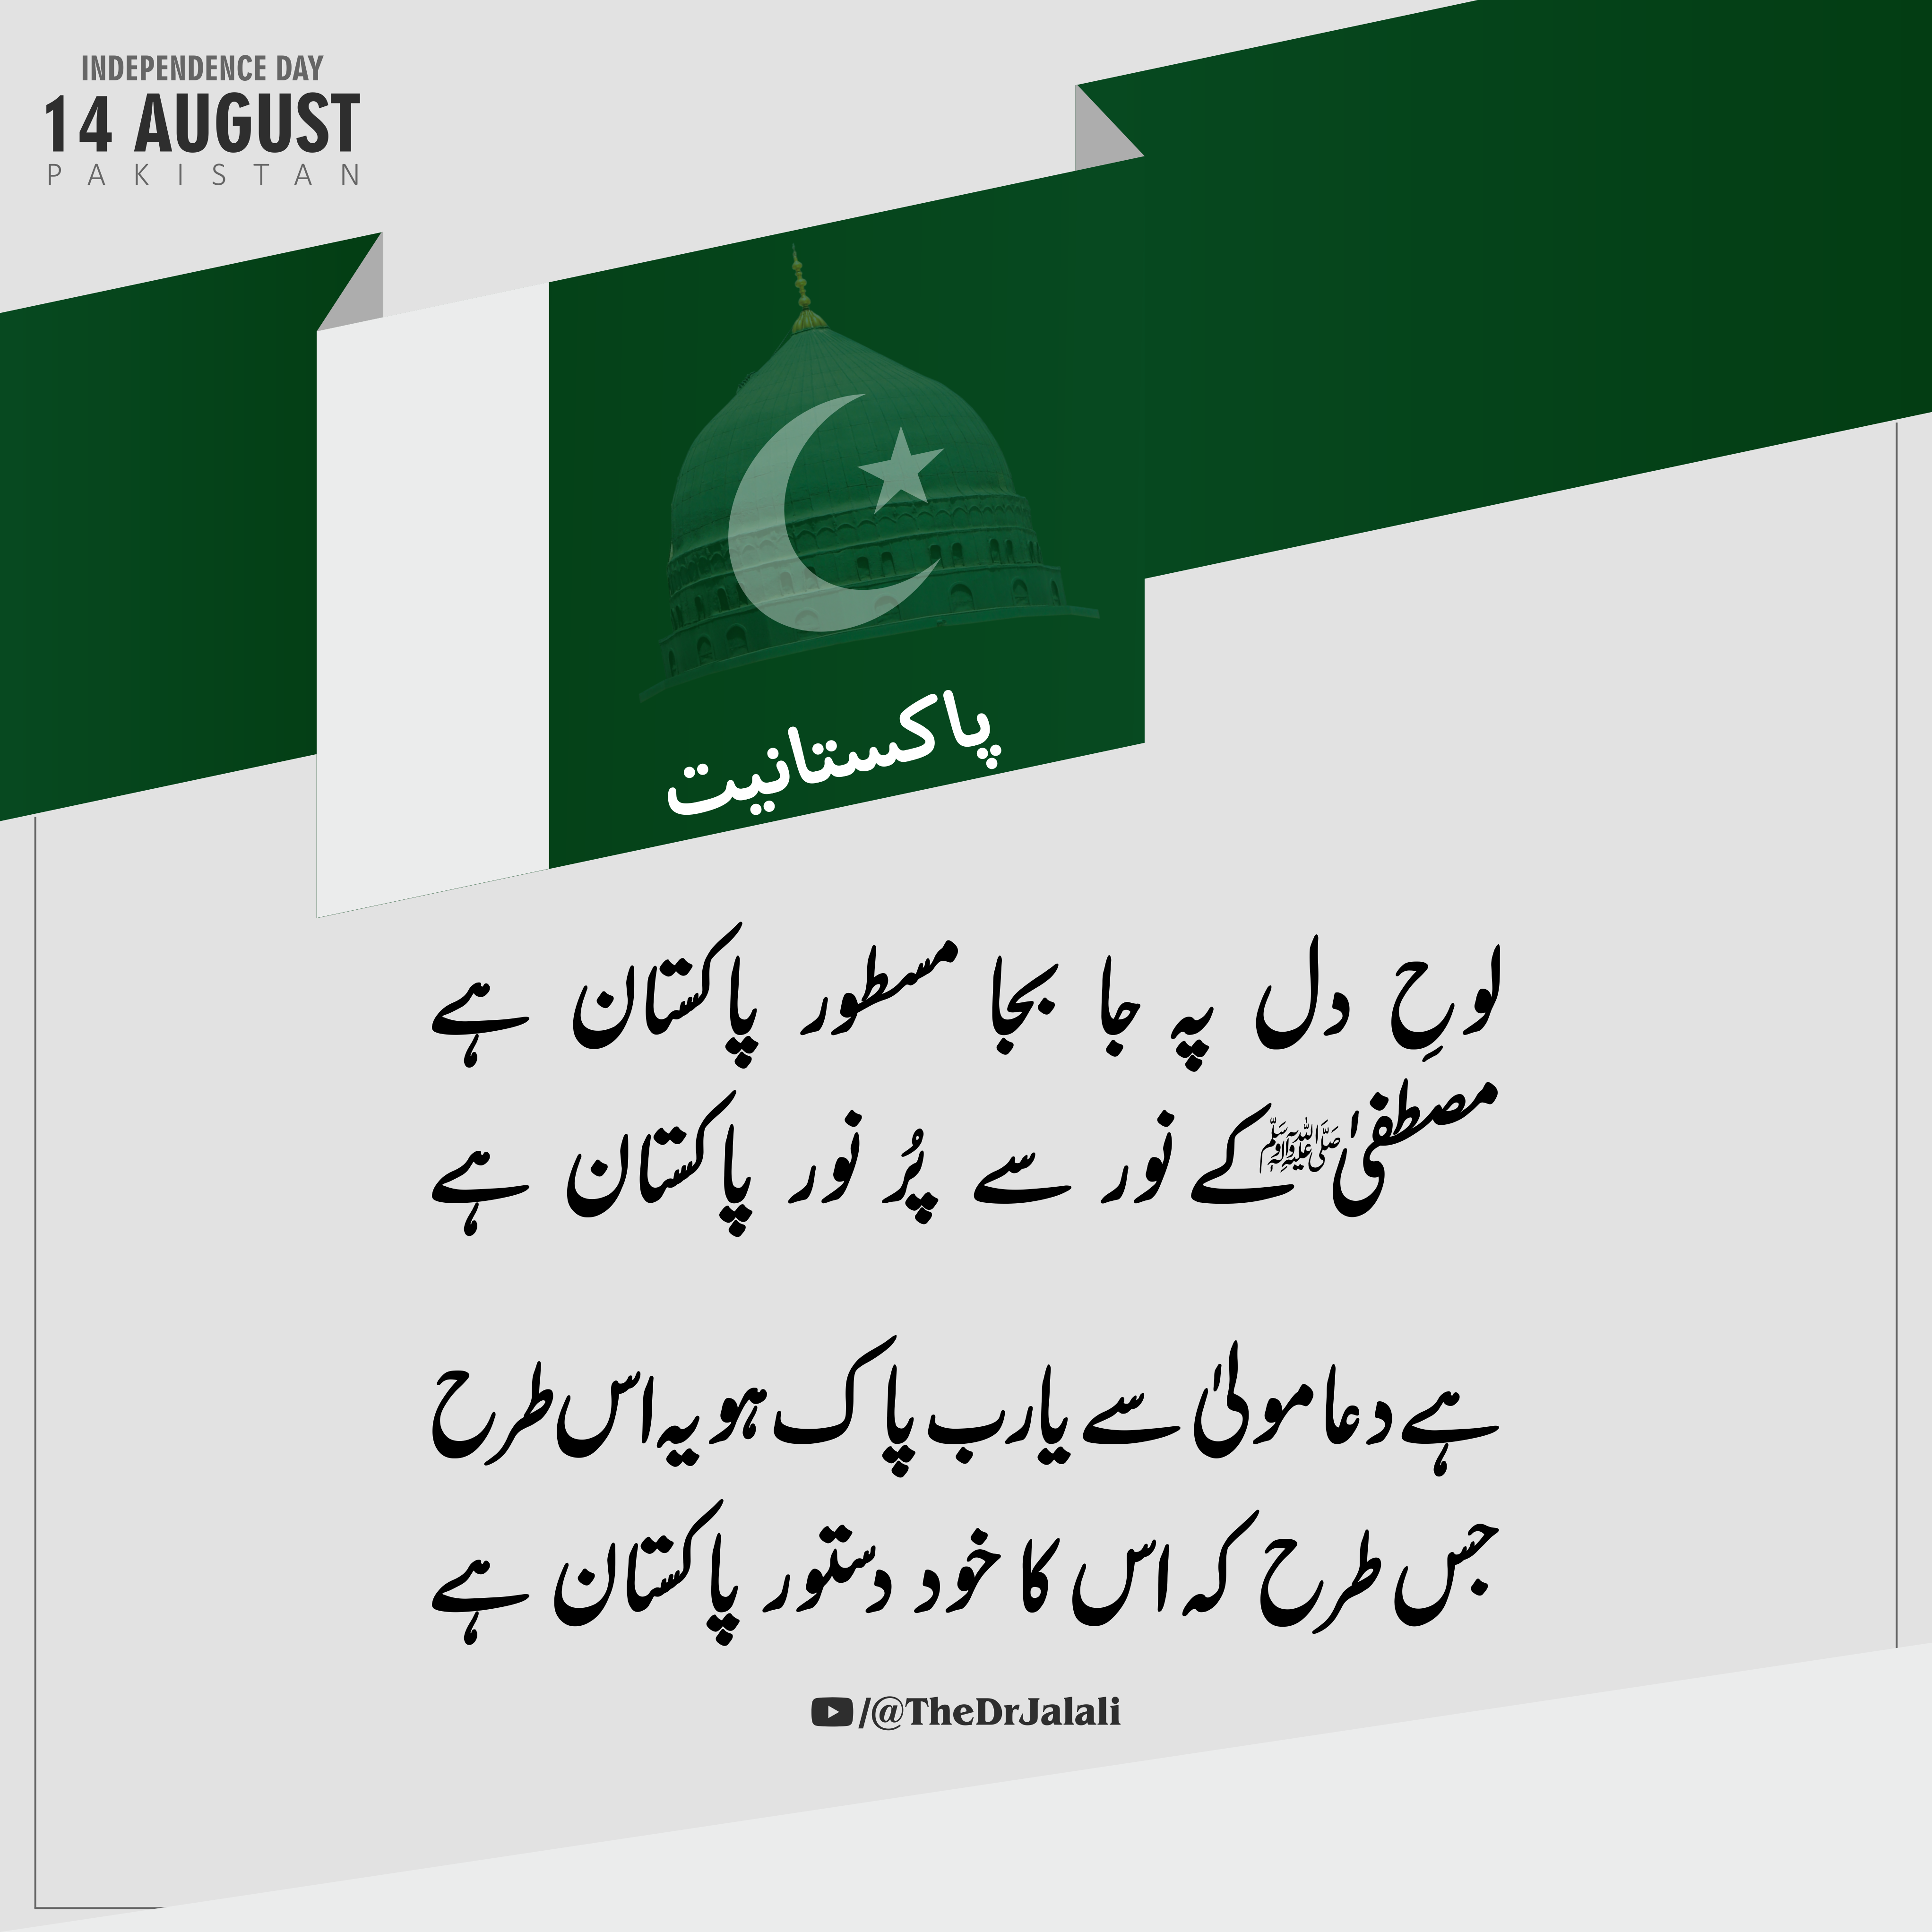 INDEPENDENCE DAY
14 AUGUST
PAKISTAN
پاکستانیت
لوحِ دل پہ جا بجا مسطور پاکستان ہے
مصطفیٰ ﷺ کے نور سے پُر نور پاکستان ہے
ہے دعا مولیٰ سے یارب پاک ہو یہ اس طرح
جس طرح کہ اس کا خود دستور پاکستان ہے
/@TheDrJalali